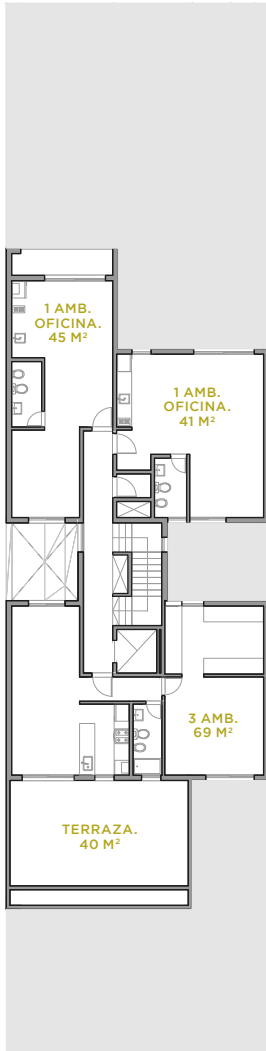 1 AMB.
OFICINA.
45 M²
1 AMB.
OFICINA.
41 M²
3 AMB.
69 M²
TERRAZA.
40 M²